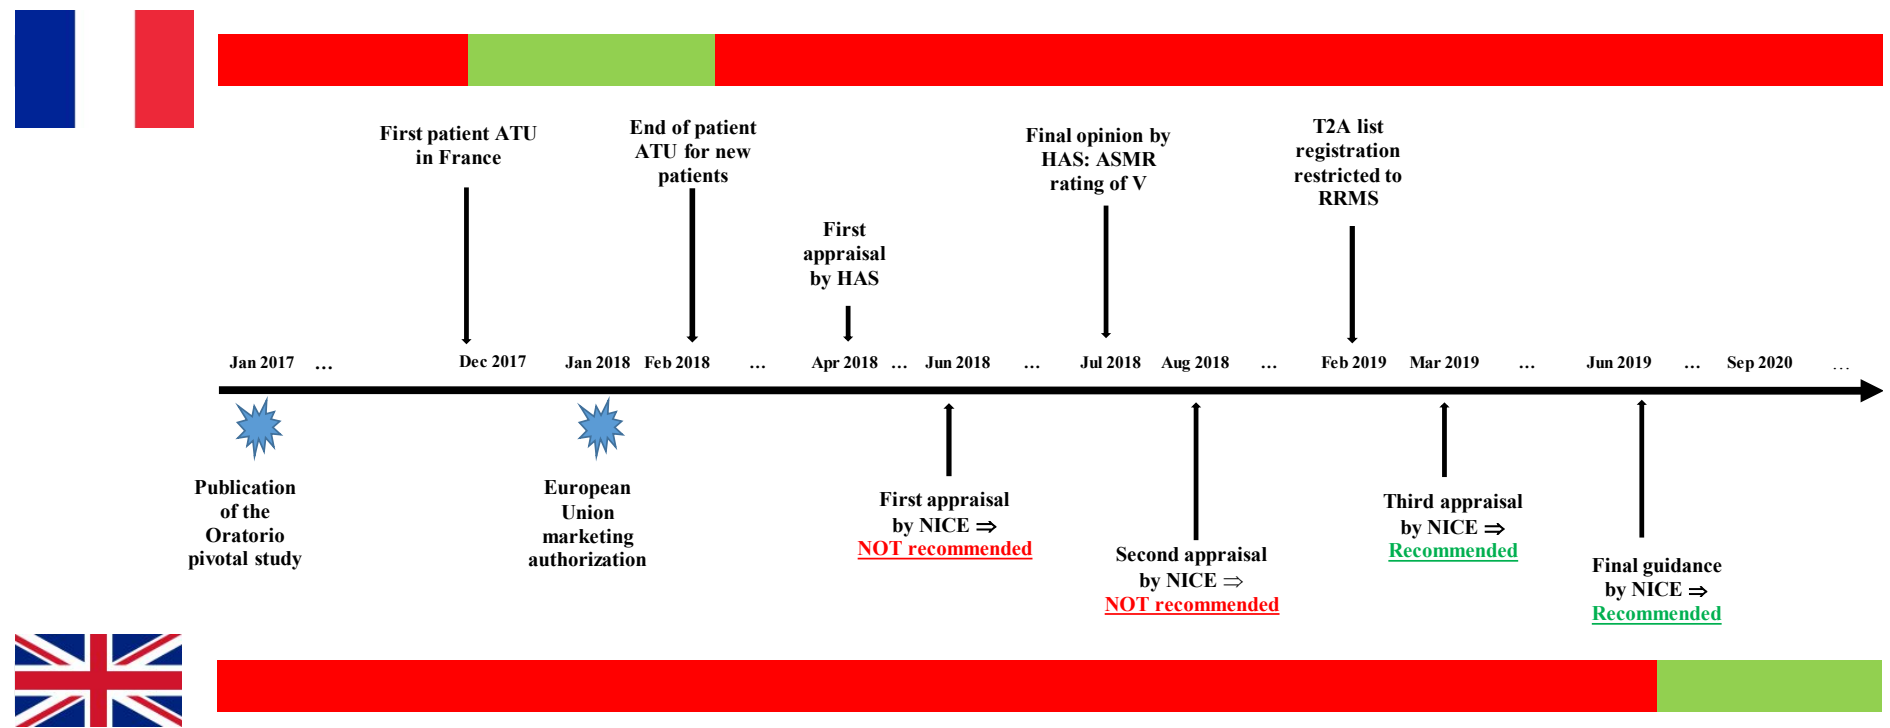 First patient ATU
in France
End of patient
ATU for new
patients
First
appraisal
by HAS
Final opinion by
HAS: ASMR
rating of V
T2A list
registration
restricted to
RRMS
Jan 2017 … Dec 2017 Jan 2018 Feb 2018 … Apr 2018 … Jun 2018 … Jul 2018 Aug 2018 … Feb 2019 Mar 2019 … Jun 2019 … Sep 2020 …
Publication
of the
Oratorio
pivotal study
European
Union
marketing
authorization
First appraisal
by NICE ⇒
NOT recommended
Second appraisal
by NICE ⇒
NOT recommended
Third appraisal
by NICE ⇒
Recommended
Final guidance
by NICE ⇒
Recommended